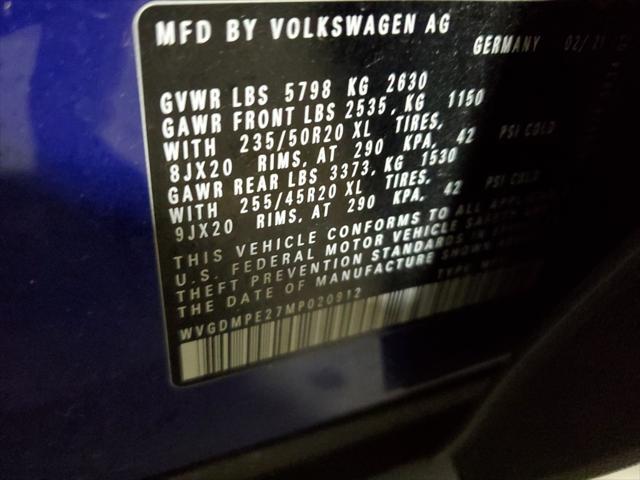 MFD BY VOLKSWAGEN AG GERMANY 02/21
GVWR LBS 5798 KG 2630
GAWR FRONT LBS 2535, KG 1150
WITH 235/50R20 XL TIRES,
8JX20 RIMS, AT 290 KPA, 42 PSI COLD
GAWR REAR LBS 3373, KG 1530
WITH 255/45R20 XL TIRES,
9JX20 RIMS, AT 290 KPA, 42 PSI COLD
THIS VEHICLE CONFORMS TO ALL
U.S. FEDERAL MOTOR VEHICLE SAFETY
THEFT PREVENTION STANDARDS IN
THE DATE OF MANUFACTURE SHOWN
WVGDMPE27MP020912 TYPE